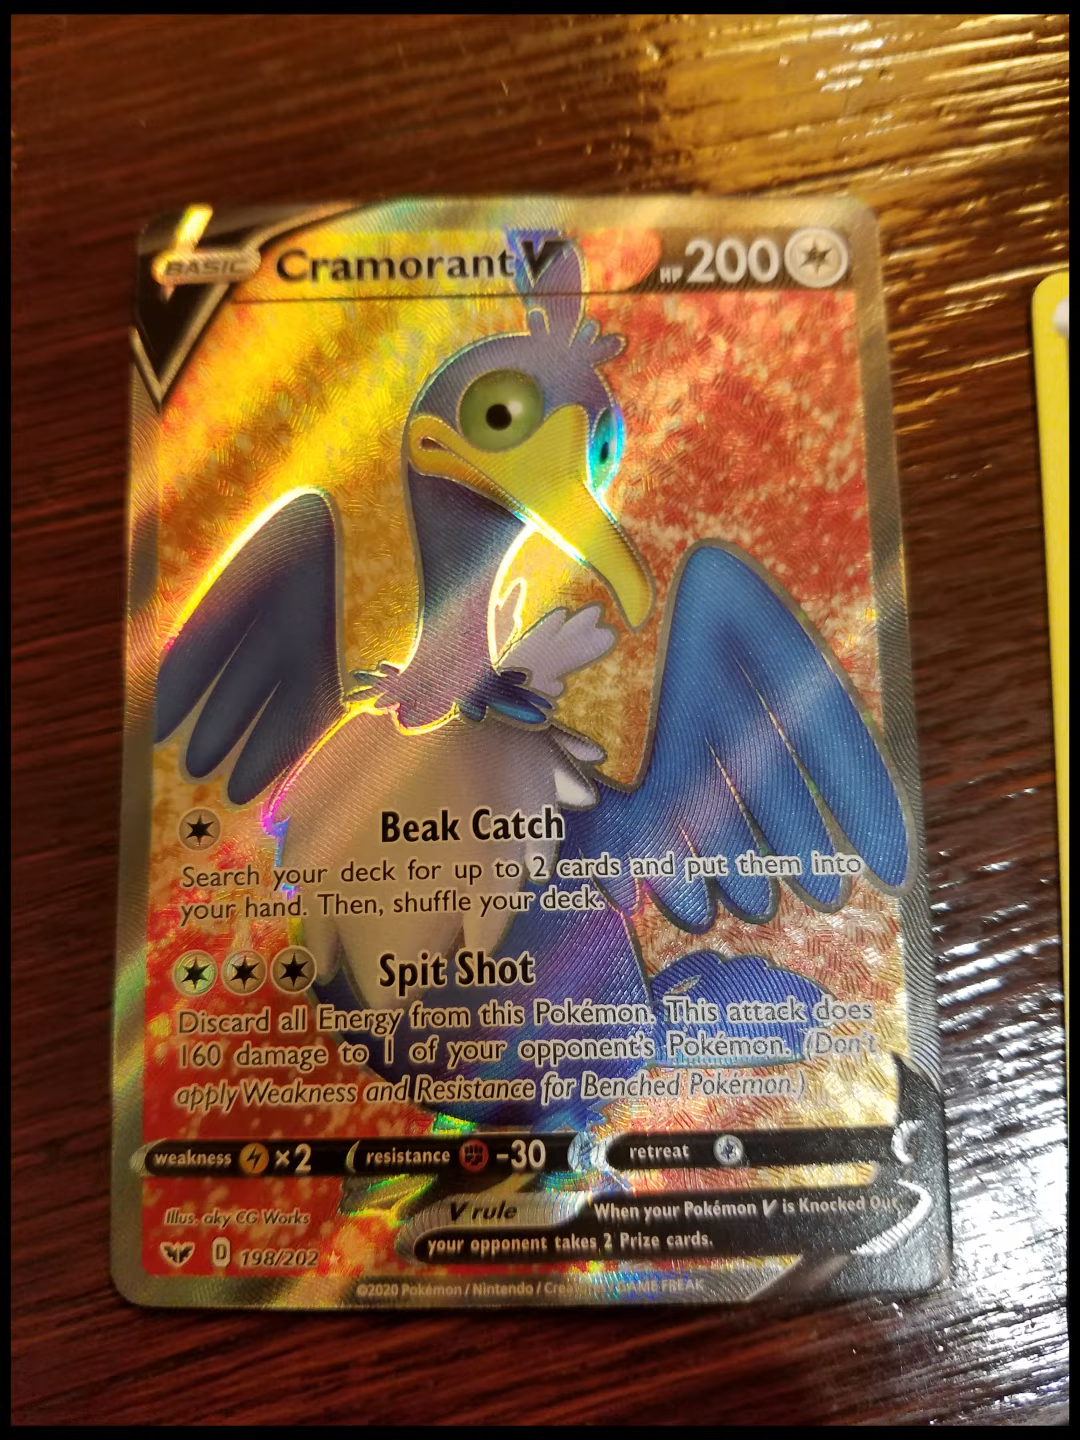 BASIC Cramorant V HP 200
Beak Catch
Search your deck for up to 2 cards and put them into
your hand. Then, shuffle your deck.
Spit Shot
Discard all Energy from this Pokémon. This attack does
160 damage to 1 of your opponent's Pokémon. (Don't
apply Weakness and Resistance for Benched Pokémon.)
weakness ×2 resistance -30 retreat
Illus. aky CG Works
V rule When your Pokémon V is Knocked Out,
your opponent takes 2 Prize cards.
D 198/202
©2020 Pokémon / Nintendo / Creatures / GAME FREAK